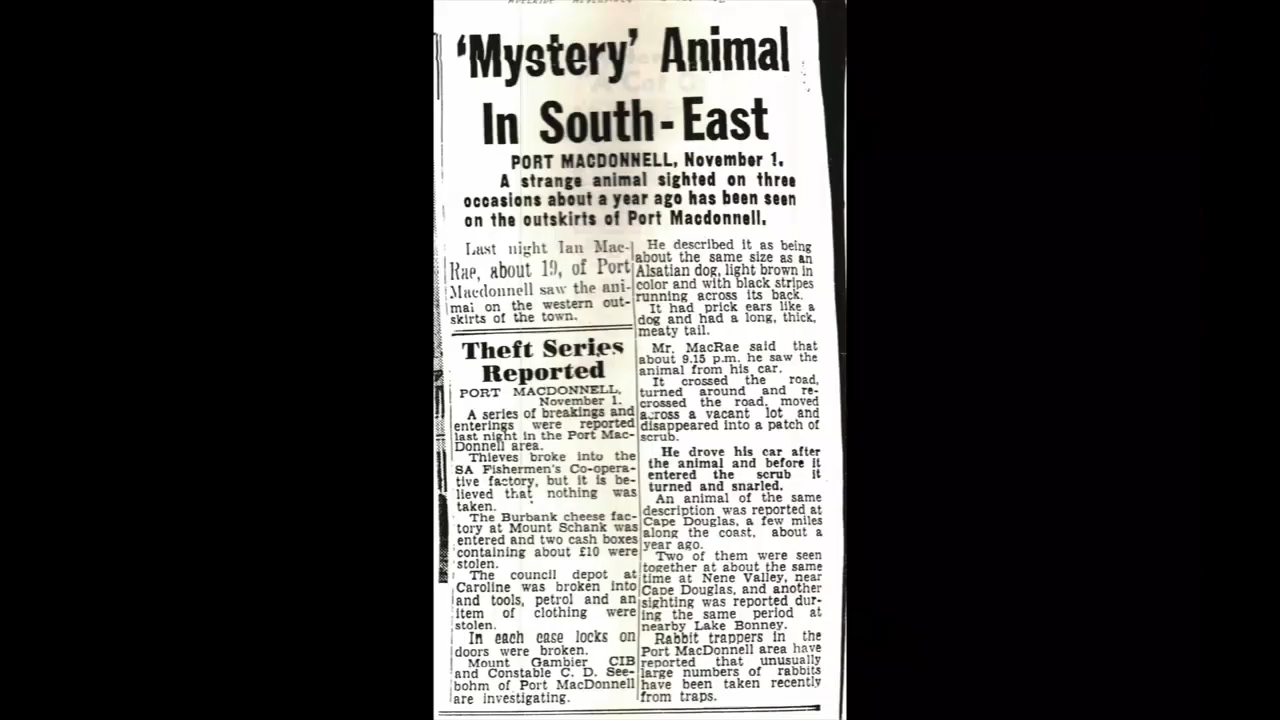 ‘Mystery’ Animal
In South-East
PORT MACDONNELL, November 1.
A strange animal sighted on three
occasions about a year ago has been seen
on the outskirts of Port Macdonnell.
Last night Ian Mac-
Rae, about 19, of Port
Macdonnell saw the ani-
mal on the western out-
skirts of the town.
Theft Series
Reported
PORT MACDONNELL,
November 1.
A series of breakings and
enterings were reported
last night in the Port Mac-
Donnell area.
Thieves broke into the
SA Fishermen's Co-opera-
tive factory, but it is be-
lieved that nothing was
taken.
The Burbank cheese fac-
tory at Mount Schank was
entered and two cash boxes
containing about £10 were
stolen.
The council depot at
Caroline was broken into
and tools, petrol and an
item of clothing were
stolen.
In each case locks on
doors were broken.
Mount Gambier CIB
and Constable C. D. See-
bohm of Port MacDonnell
are investigating.
He described it as being
about the same size as an
Alsatian dog, light brown in
color and with black stripes
running across its back.
It had prick ears like a
dog and had a long, thick,
meaty tail.
Mr. MacRae said that
about 9.15 p.m. he saw the
animal from his car.
It crossed the road,
turned around and re-
crossed the road, moved
across a vacant lot and
disappeared into a patch of
scrub.
He drove his car after
the animal and before it
entered the scrub it
turned and snarled.
An animal of the same
description was reported at
Cape Douglas, a few miles
along the coast, about a
year ago.
Two of them were seen
together at about the same
time at Nene Valley, near
Cape Douglas, and another
sighting was reported dur-
ing the same period at
nearby Lake Bonney.
Rabbit trappers in the
Port MacDonnell area have
reported that unusually
large numbers of rabbits
have been taken recently
from traps.